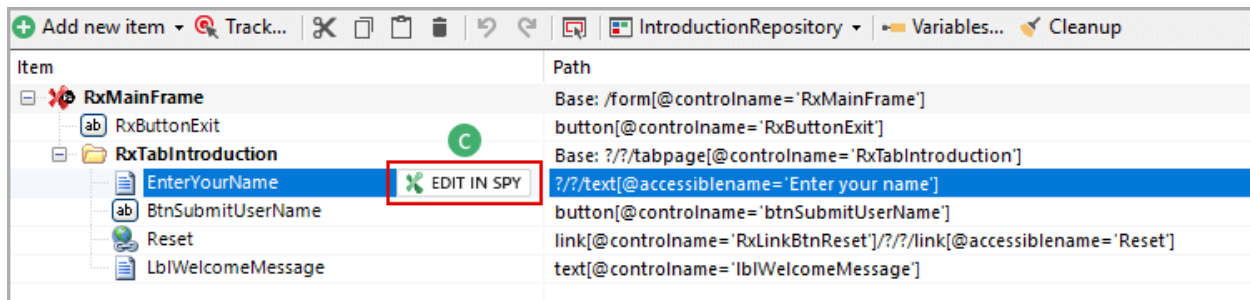 Add new item Track... IntroductionRepository Variables... Cleanup
Item Path
RxMainFrame Base: /form[@controlname='RxMainFrame']
ab RxButtonExit button[@controlname='RxButtonExit']
C
RxTabIntroduction Base: ?/?/tabpage[@controlname='RxTabIntroduction']
EnterYourName EDIT IN SPY ?/?/text[@accessiblename='Enter your name']
ab BtnSubmitUserName button[@controlname='btnSubmitUserName']
Reset link[@controlname='RxLinkBtnReset']/?/?/link[@accessiblename='Reset']
LblWelcomeMessage text[@controlname='lblWelcomeMessage']